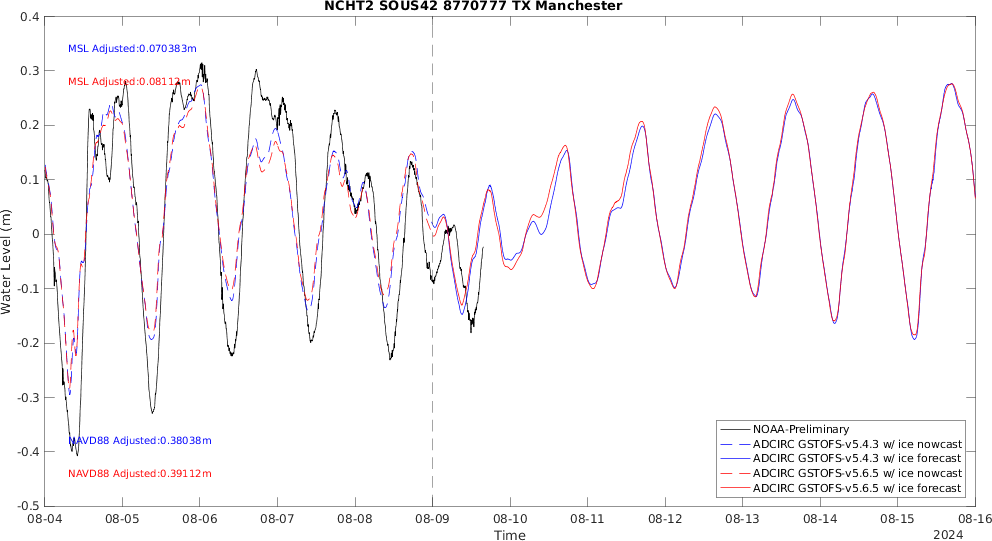 NCHT2 SOUS42 8770777 TX Manchester
0.4
MSL Adjusted:0.070383m
0.3
MSL Adjusted:0.08112m
0.2
0.1
0
Water Level (m)
-0.1
-0.2
-0.3
NAVD88 Adjusted:0.38038m
-0.4
NAVD88 Adjusted:0.39112m
-0.5
NOAA-Preliminary
ADCIRC GSTOFS-v5.4.3 w/ ice nowcast
ADCIRC GSTOFS-v5.4.3 w/ ice forecast
ADCIRC GSTOFS-v5.6.5 w/ ice nowcast
ADCIRC GSTOFS-v5.6.5 w/ ice forecast
08-04 08-05 08-06 08-07 08-08 08-09 08-10 08-11 08-12 08-13 08-14 08-15 08-16
Time
2024